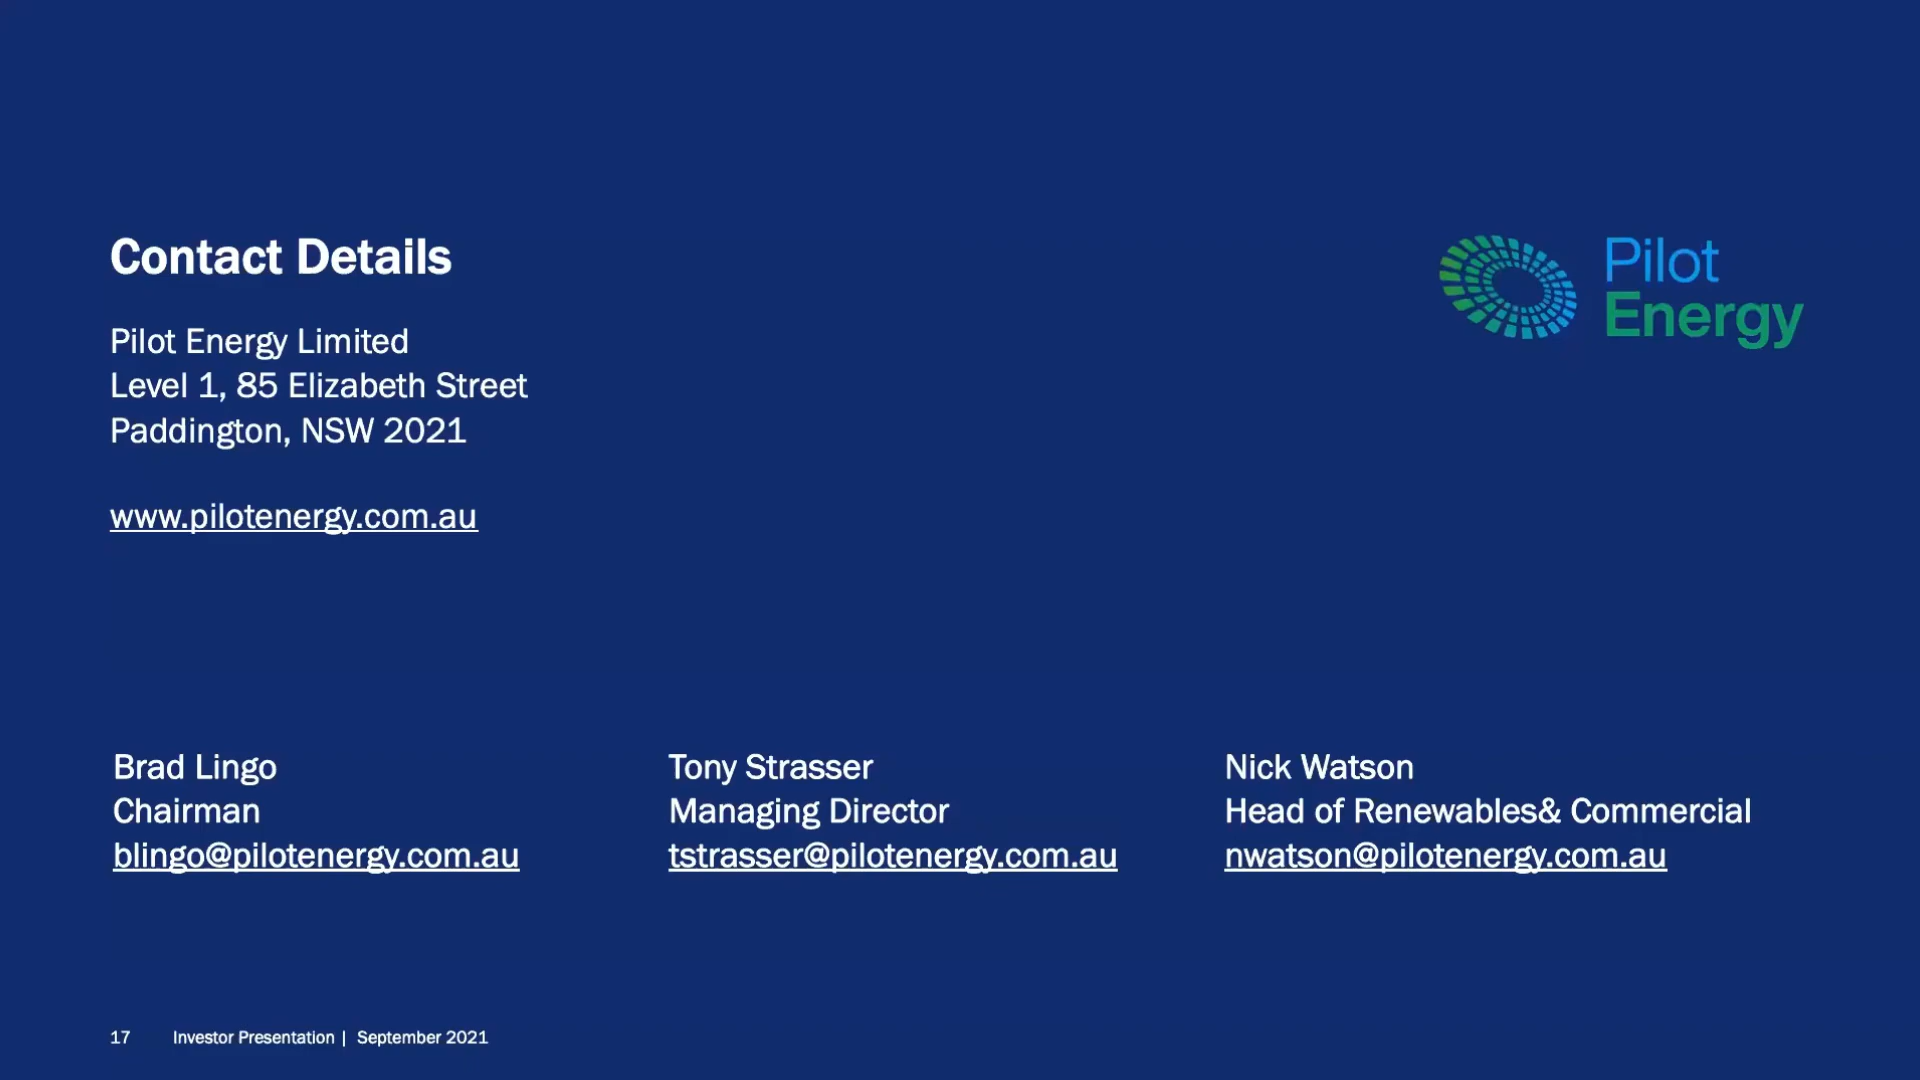 Contact Details
Pilot
Energy
Pilot Energy Limited
Level 1, 85 Elizabeth Street
Paddington, NSW 2021
www.pilotenergy.com.au
Brad Lingo
Chairman
blingo@pilotenergy.com.au
Tony Strasser
Managing Director
tstrasser@pilotenergy.com.au
Nick Watson
Head of Renewables& Commercial
nwatson@pilotenergy.com.au
17 Investor Presentation | September 2021